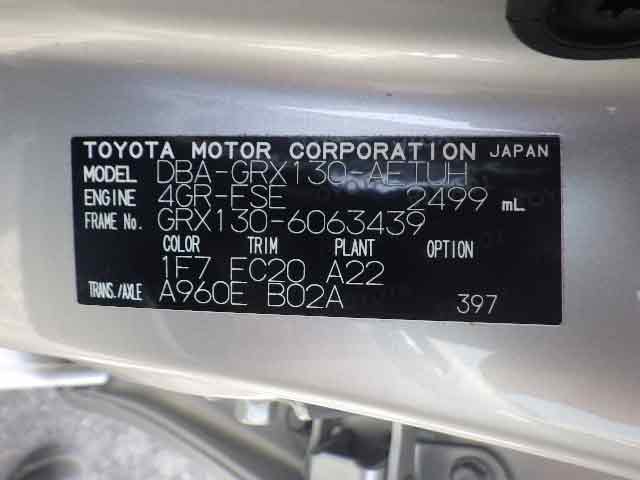 TOYOTA MOTOR CORPORATION JAPAN
MODEL DBA-GRX130-AETUH
ENGINE 4GR-FSE 2499 mL
FRAME No. GRX130-6063439
COLOR TRIM PLANT OPTION
1F7 FC20 A22
TRANS./AXLE A960E B02A 397